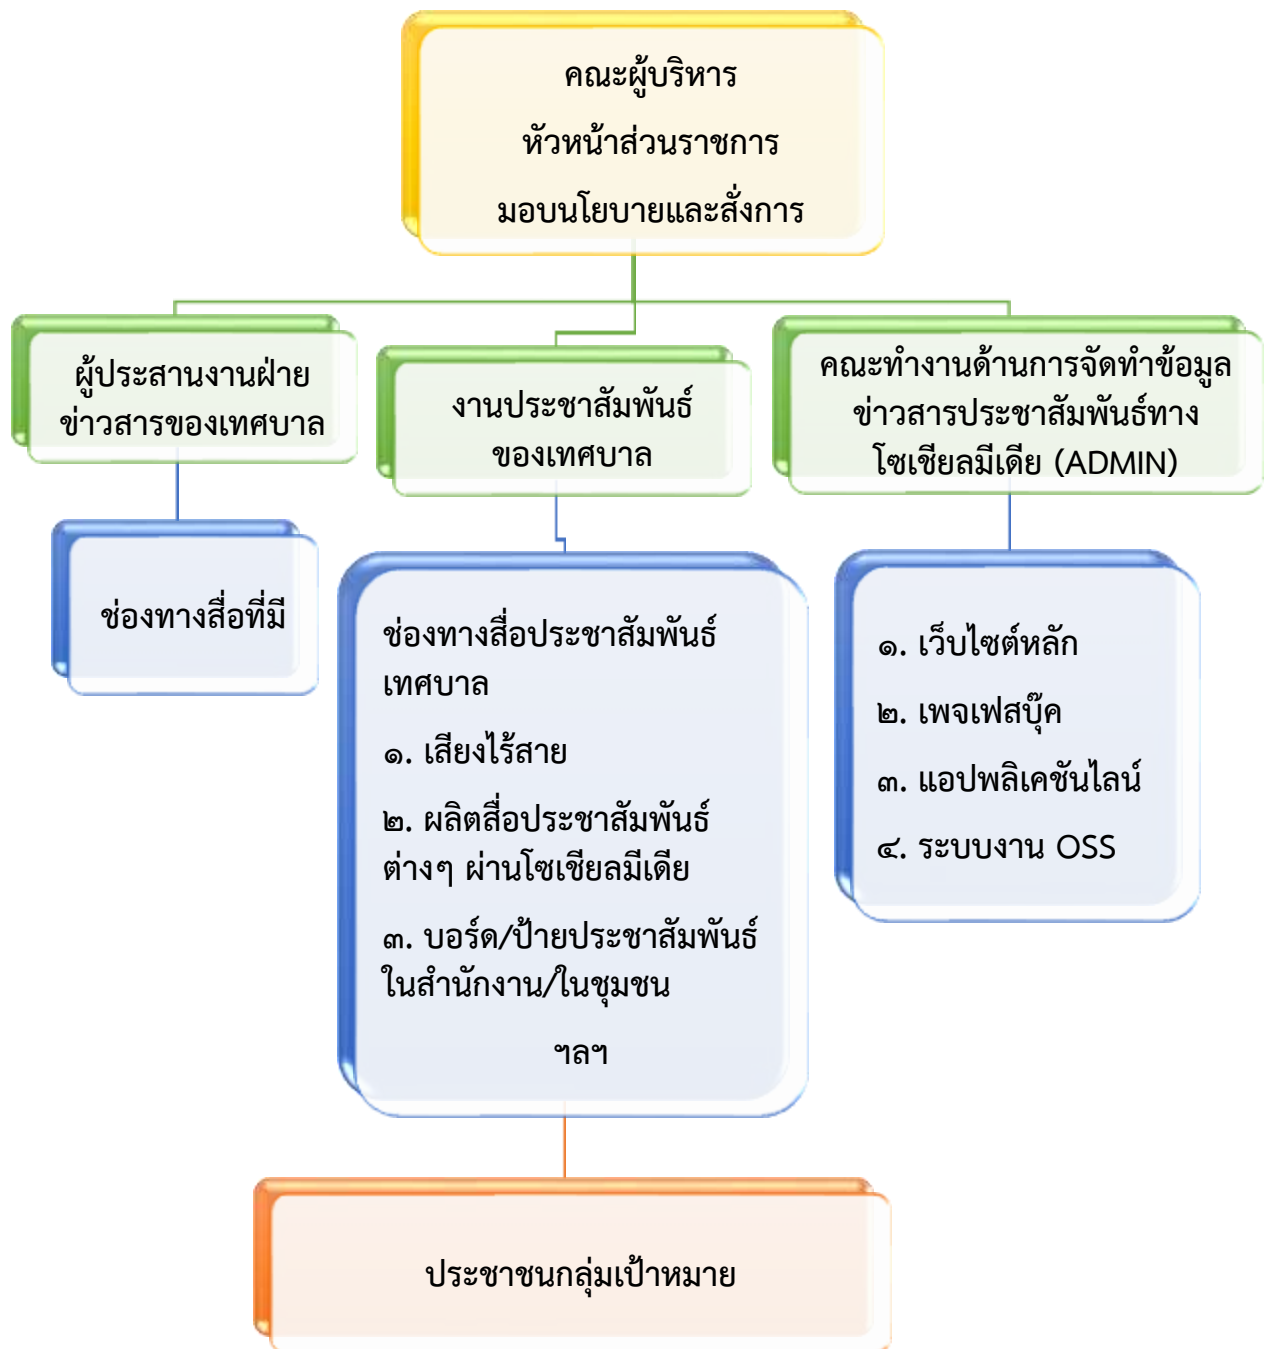 คณะผู้บริหาร
หัวหน้าส่วนราชการ
มอบนโยบายและสั่งการ
ผู้ประสานงานฝ่าย
ข่าวสารของเทศบาล
งานประชาสัมพันธ์
ของเทศบาล
คณะทำงานด้านการจัดทำข้อมูล
ข่าวสารประชาสัมพันธ์ทาง
โซเชียลมีเดีย (ADMIN)
ช่องทางสื่อที่มี
ช่องทางสื่อประชาสัมพันธ์
เทศบาล
๑. เสียงไร้สาย
๒. ผลิตสื่อประชาสัมพันธ์
ต่างๆ ผ่านโซเชียลมีเดีย
๓. บอร์ด/ป้ายประชาสัมพันธ์
ในสำนักงาน/ในชุมชน
ฯลฯ
๑. เว็บไซต์หลัก
๒. เพจเฟสบุ๊ค
๓. แอปพลิเคชันไลน์
๔. ระบบงาน OSS
ประชาชนกลุ่มเป้าหมาย